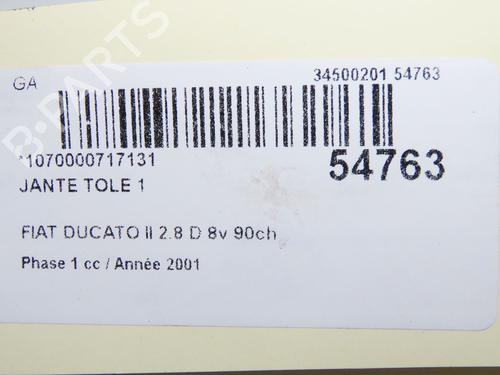 GA
34500201 54763
*1070000717131
54763
JANTE TOLE 1
FIAT DUCATO II 2.8 D 8v 90ch
Phase 1 cc / Année 2001
B-PARTS